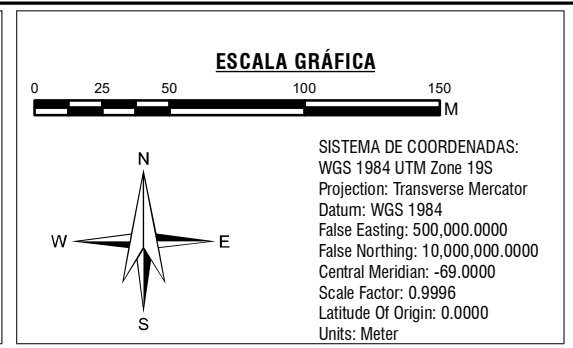 ESCALA GRÁFICA
0 25 50 100 150
M
N
W E
S
SISTEMA DE COORDENADAS:
WGS 1984 UTM Zone 19S
Projection: Transverse Mercator
Datum: WGS 1984
False Easting: 500,000.0000
False Northing: 10,000,000.0000
Central Meridian: -69.0000
Scale Factor: 0.9996
Latitude Of Origin: 0.0000
Units: Meter